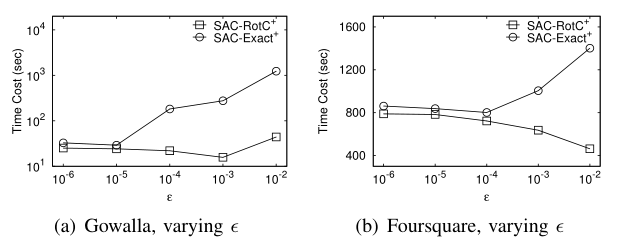 SAC-RotC+
SAC-Exact+
10^4
10^3
10^2
10^1
Time Cost (sec)
10^-6 10^-5 10^-4 10^-3 10^-2
ε
(a) Gowalla, varying ϵ
SAC-RotC+
SAC-Exact+
1600
1200
800
400
Time Cost (sec)
10^-6 10^-5 10^-4 10^-3 10^-2
ε
(b) Foursquare, varying ϵ